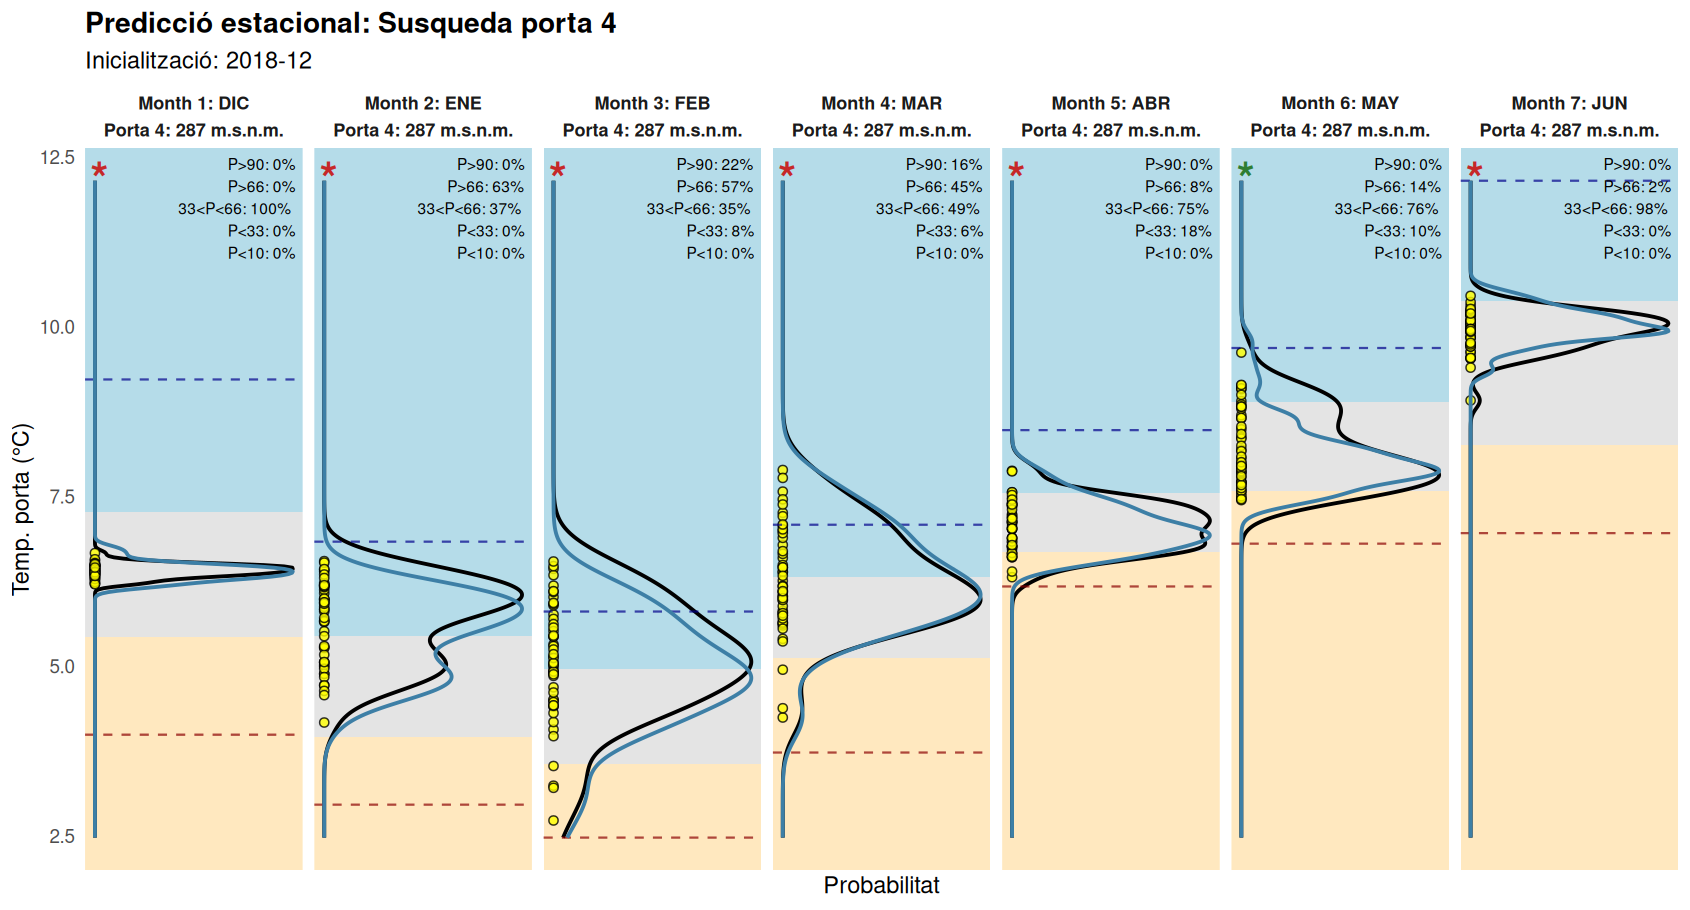 Predicció estacional: Susqueda porta 4
Inicialització: 2018-12
Month 1: DIC
Porta 4: 287 m.s.n.m.
Month 2: ENE
Porta 4: 287 m.s.n.m.
Month 3: FEB
Porta 4: 287 m.s.n.m.
Month 4: MAR
Porta 4: 287 m.s.n.m.
Month 5: ABR
Porta 4: 287 m.s.n.m.
Month 6: MAY
Porta 4: 287 m.s.n.m.
Month 7: JUN
Porta 4: 287 m.s.n.m.
Temp. porta (°C)
12.5
10.0
7.5
5.0
2.5
*
P>90: 0%
P>66: 0%
33<P<66: 100%
P<33: 0%
P<10: 0%
*
P>90: 0%
P>66: 63%
33<P<66: 37%
P<33: 0%
P<10: 0%
*
P>90: 22%
P>66: 57%
33<P<66: 35%
P<33: 8%
P<10: 0%
*
P>90: 16%
P>66: 45%
33<P<66: 49%
P<33: 6%
P<10: 0%
*
P>90: 0%
P>66: 8%
33<P<66: 75%
P<33: 18%
P<10: 0%
*
P>90: 0%
P>66: 14%
33<P<66: 76%
P<33: 10%
P<10: 0%
*
P>90: 0%
P>66: 2%
33<P<66: 98%
P<33: 0%
P<10: 0%
Probabilitat